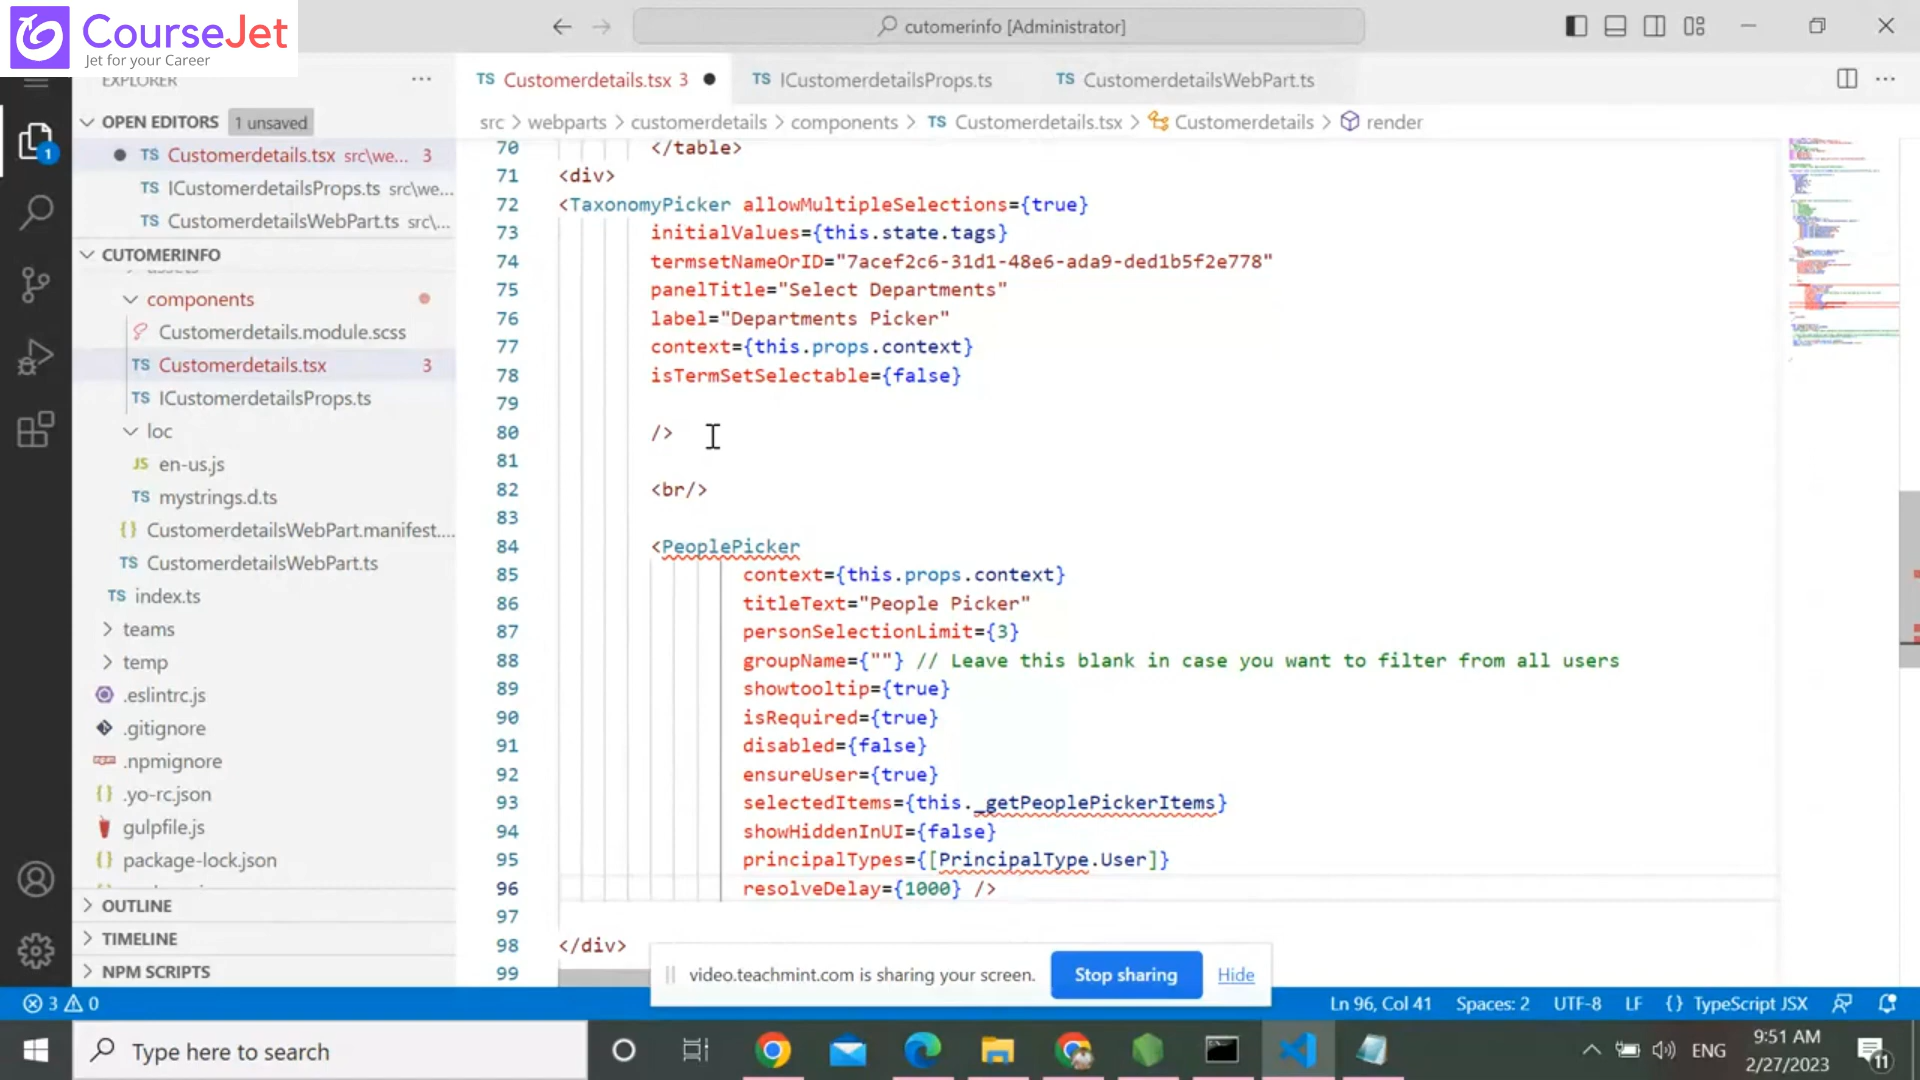 CourseJet
Jet for your Career
cutomerinfo [Administrator]
EXPLORER
OPEN EDITORS 1 unsaved
TS Customerdetails.tsx src\we... 3
TS ICustomerdetailsProps.ts src\we...
TS CustomerdetailsWebPart.ts src\...
CUTOMERINFO
assets
components
Customerdetails.module.scss
TS Customerdetails.tsx 3
TS ICustomerdetailsProps.ts
loc
JS en-us.js
TS mystrings.d.ts
{} CustomerdetailsWebPart.manifest....
TS CustomerdetailsWebPart.ts
TS index.ts
teams
temp
.eslintrc.js
.gitignore
.npmignore
{} .yo-rc.json
gulpfile.js
{} package-lock.json
OUTLINE
TIMELINE
NPM SCRIPTS
1
TS Customerdetails.tsx 3 TS ICustomerdetailsProps.ts TS CustomerdetailsWebPart.ts
src > webparts > customerdetails > components > TS Customerdetails.tsx > Customerdetails > render
70 </table>
71 <div>
72 <TaxonomyPicker allowMultipleSelections={true}
73 initialValues={this.state.tags}
74 termsetNameOrID="7acef2c6-31d1-48e6-ada9-ded1b5f2e778"
75 panelTitle="Select Departments"
76 label="Departments Picker"
77 context={this.props.context}
78 isTermSetSelectable={false}
79
80 />
81
82 <br/>
83
84 <PeoplePicker
85 context={this.props.context}
86 titleText="People Picker"
87 personSelectionLimit={3}
88 groupName={""} // Leave this blank in case you want to filter from all users
89 showtooltip={true}
90 isRequired={true}
91 disabled={false}
92 ensureUser={true}
93 selectedItems={this._getPeoplePickerItems}
94 showHiddenInUI={false}
95 principalTypes={[PrincipalType.User]}
96 resolveDelay={1000} />
97
98 </div>
99
video.teachmint.com is sharing your screen. Stop sharing Hide
3 0 Ln 96, Col 41 Spaces: 2 UTF-8 LF {} TypeScript JSX
Type here to search
ENG
9:51 AM
2/27/2023
11